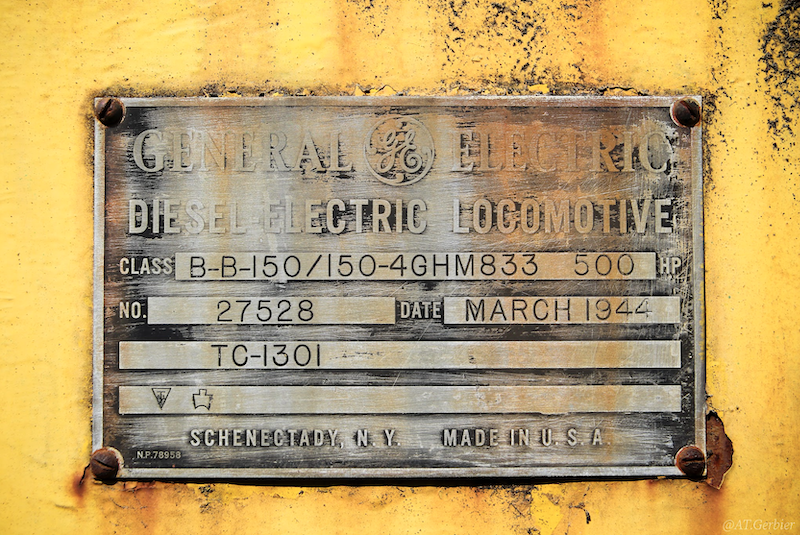 GENERAL GE ELECTRIC
DIESEL-ELECTRIC LOCOMOTIVE
CLASS B-B-150/150-4GHM833 500 HP
NO. 27528 DATE MARCH 1944
TC-1301
SCHENECTADY, N. Y. MADE IN U. S. A.
N.P. 78958
@AT.Gerbier